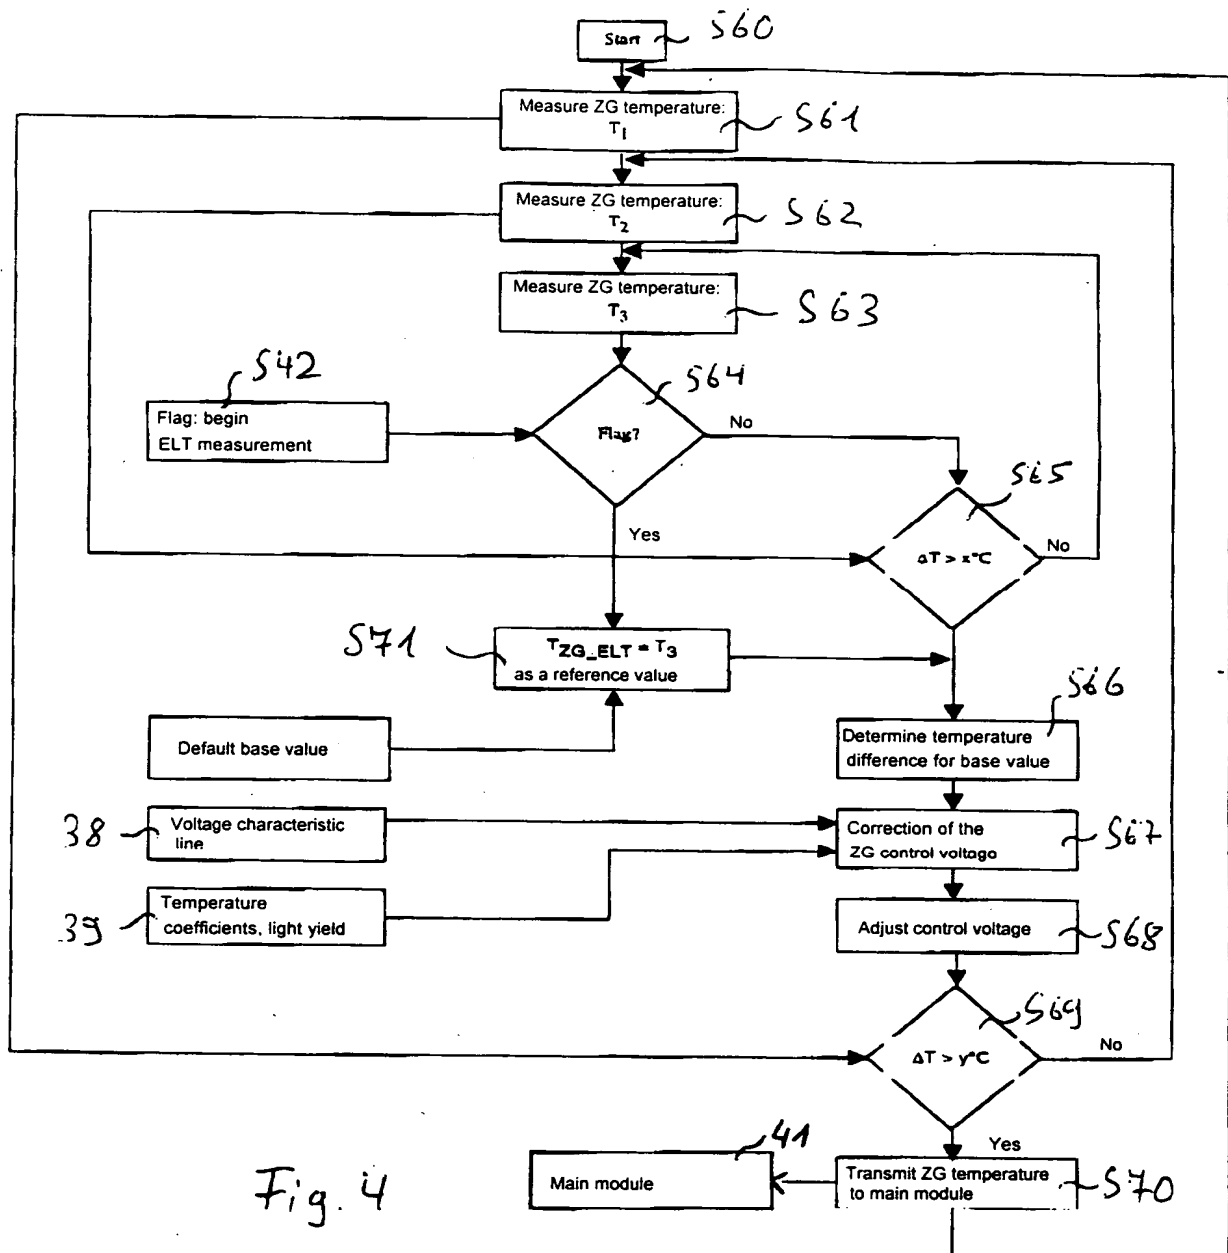 Start
S60
Measure ZG temperature:
T1
S61
Measure ZG temperature:
T2
S62
Measure ZG temperature:
T3
S63
S42
Flag: begin
ELT measurement
S64
Flag?
No
Yes
S65
ΔT > x°C
No
S71
TZG_ELT = T3
as a reference value
S66
Determine temperature
difference for base value
Default base value
38
Voltage characteristic
line
Correction of the
ZG control voltage
S67
39
Temperature
coefficients, light yield
Adjust control voltage
S68
S69
ΔT > y°C
No
Yes
41
Main module
Transmit ZG temperature
to main module
S70
Fig. 4